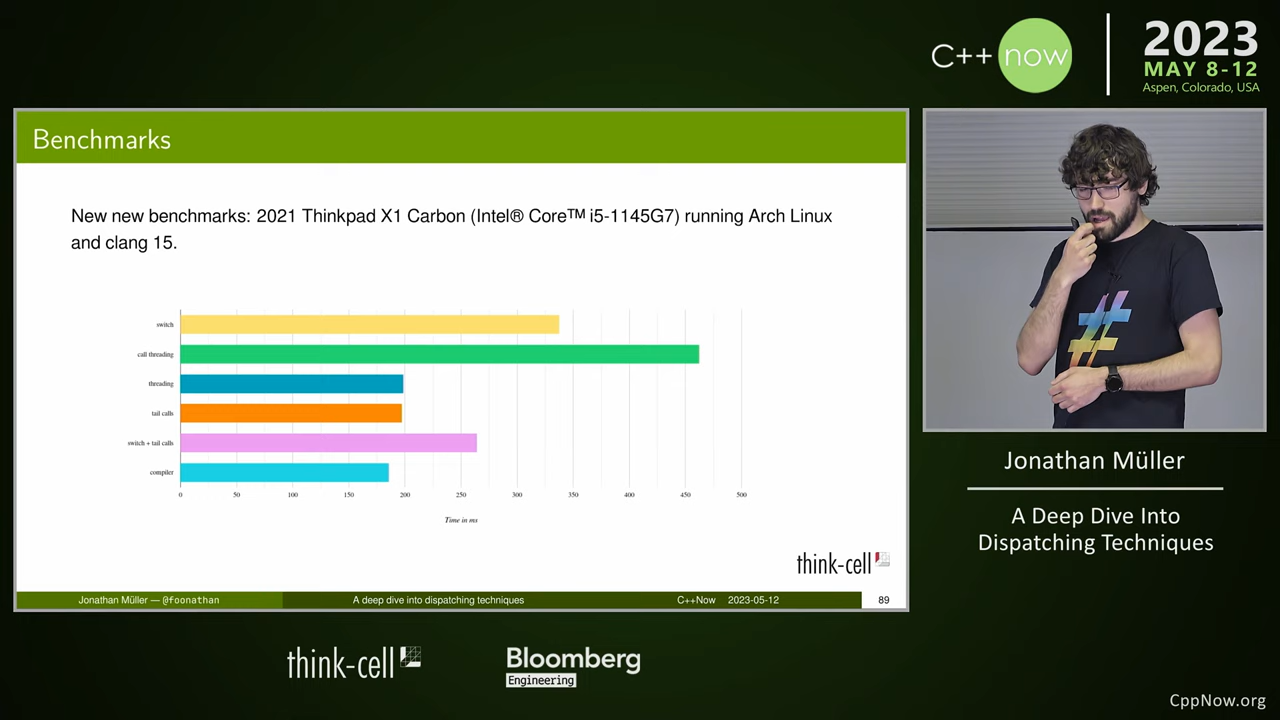 C++ now
2023
MAY 8-12
Aspen, Colorado, USA
Benchmarks
New new benchmarks: 2021 Thinkpad X1 Carbon (Intel® Core™ i5-1145G7) running Arch Linux
and clang 15.
switch
call threading
threading
tail calls
switch + tail calls
compiler
0 50 100 150 200 250 300 350 400 450 500
Time in ms
think-cell
Jonathan Müller — @foonathan A deep dive into dispatching techniques C++Now 2023-05-12 89
Jonathan Müller
A Deep Dive Into
Dispatching Techniques
think-cell
Bloomberg
Engineering
CppNow.org